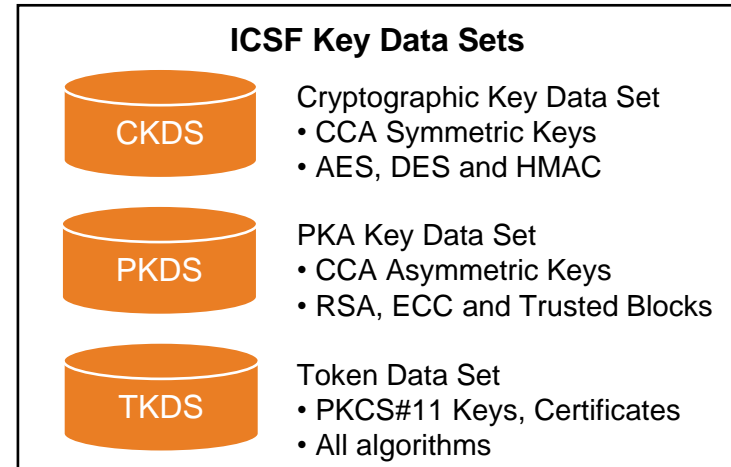 ICSF Key Data Sets
CKDS
Cryptographic Key Data Set
• CCA Symmetric Keys
• AES, DES and HMAC
PKDS
PKA Key Data Set
• CCA Asymmetric Keys
• RSA, ECC and Trusted Blocks
TKDS
Token Data Set
• PKCS#11 Keys, Certificates
• All algorithms